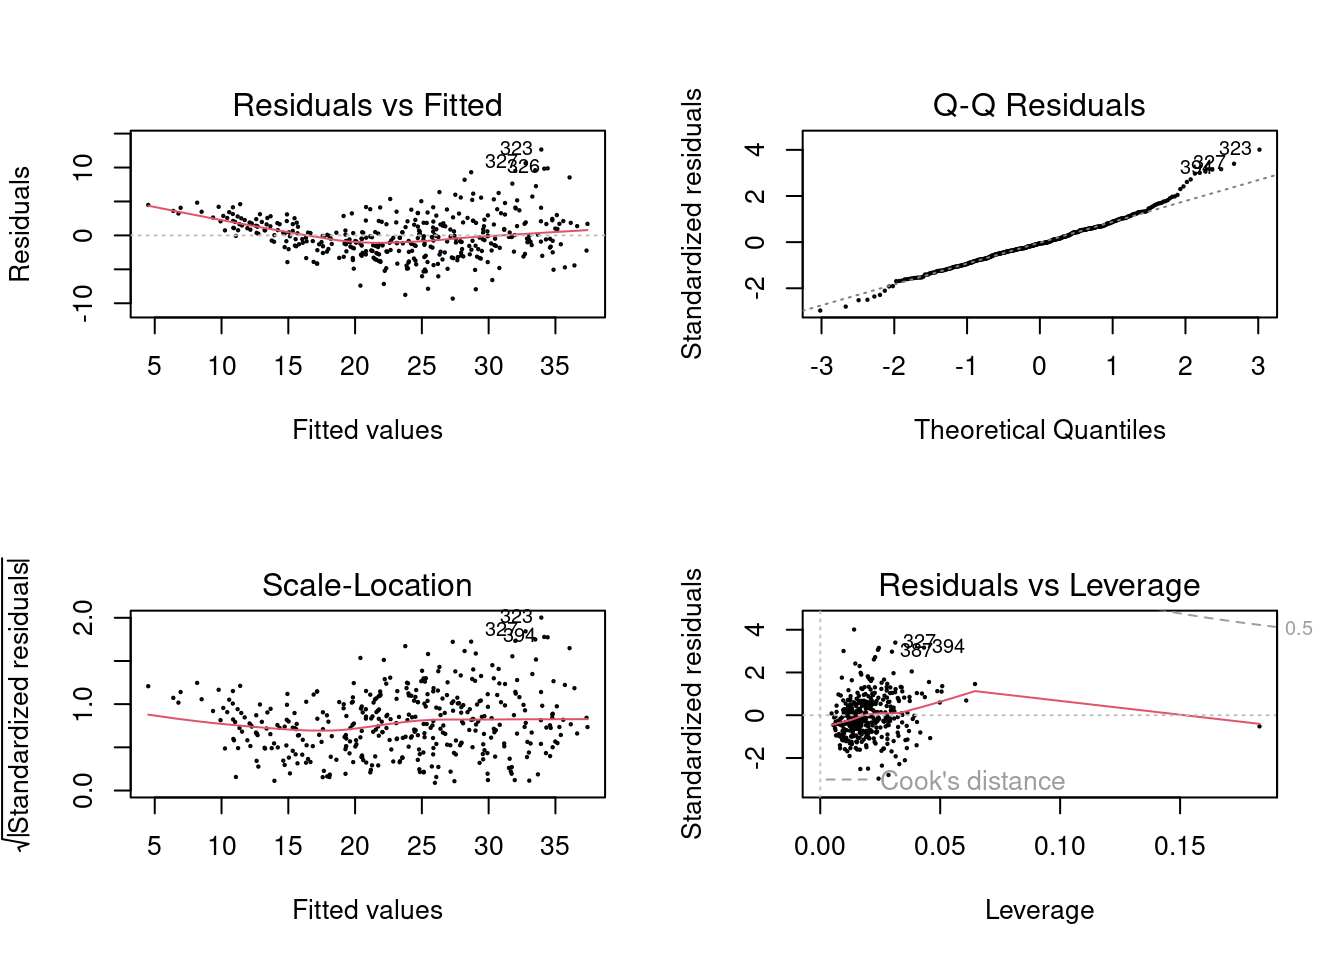 Residuals vs Fitted
Residuals
10
0
-10
323
327
326
5 10 15 20 25 30 35
Fitted values
Q-Q Residuals
Standardized residuals
4
2
0
-2
323
327
394
-3 -2 -1 0 1 2 3
Theoretical Quantiles
Scale-Location
√|Standardized residuals|
2.0
1.0
0.0
323
327
394
5 10 15 20 25 30 35
Fitted values
Residuals vs Leverage
Standardized residuals
4
2
0
-2
327
387 394
0.5
Cook's distance
0.00 0.05 0.10 0.15
Leverage